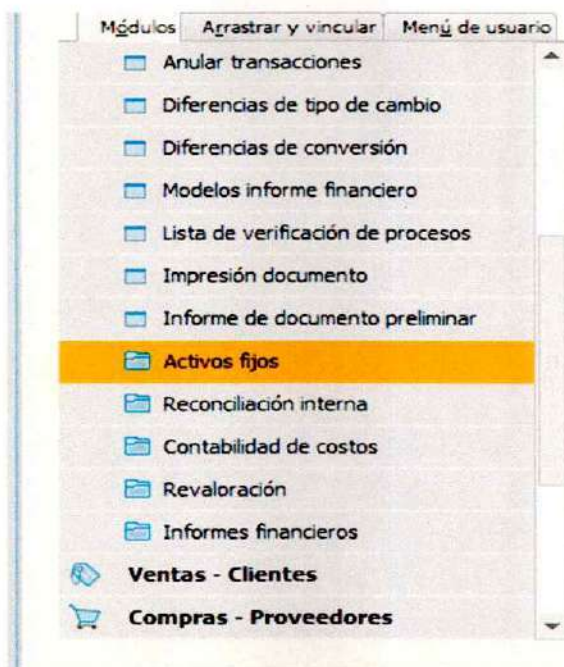 Módulos Arrastrar y vincular Menú de usuario
Anular transacciones
Diferencias de tipo de cambio
Diferencias de conversión
Modelos informe financiero
Lista de verificación de procesos
Impresión documento
Informe de documento preliminar
Activos fijos
Reconciliación interna
Contabilidad de costos
Revaloración
Informes financieros
Ventas - Clientes
Compras - Proveedores